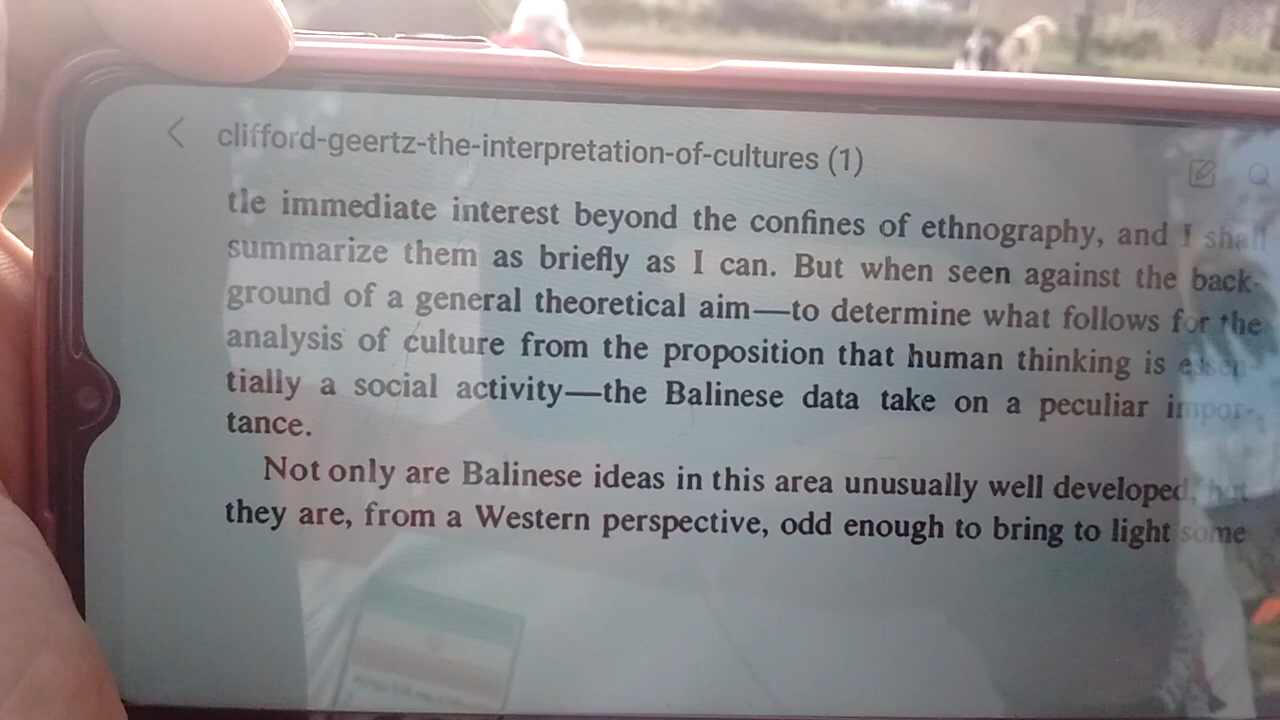 clifford-geertz-the-interpretation-of-cultures (1)
tle immediate interest beyond the confines of ethnography, and I shall
summarize them as briefly as I can. But when seen against the back-
ground of a general theoretical aim—to determine what follows for the
analysis of culture from the proposition that human thinking is essen-
tially a social activity—the Balinese data take on a peculiar impor-
tance.
Not only are Balinese ideas in this area unusually well developed, but
they are, from a Western perspective, odd enough to bring to light some